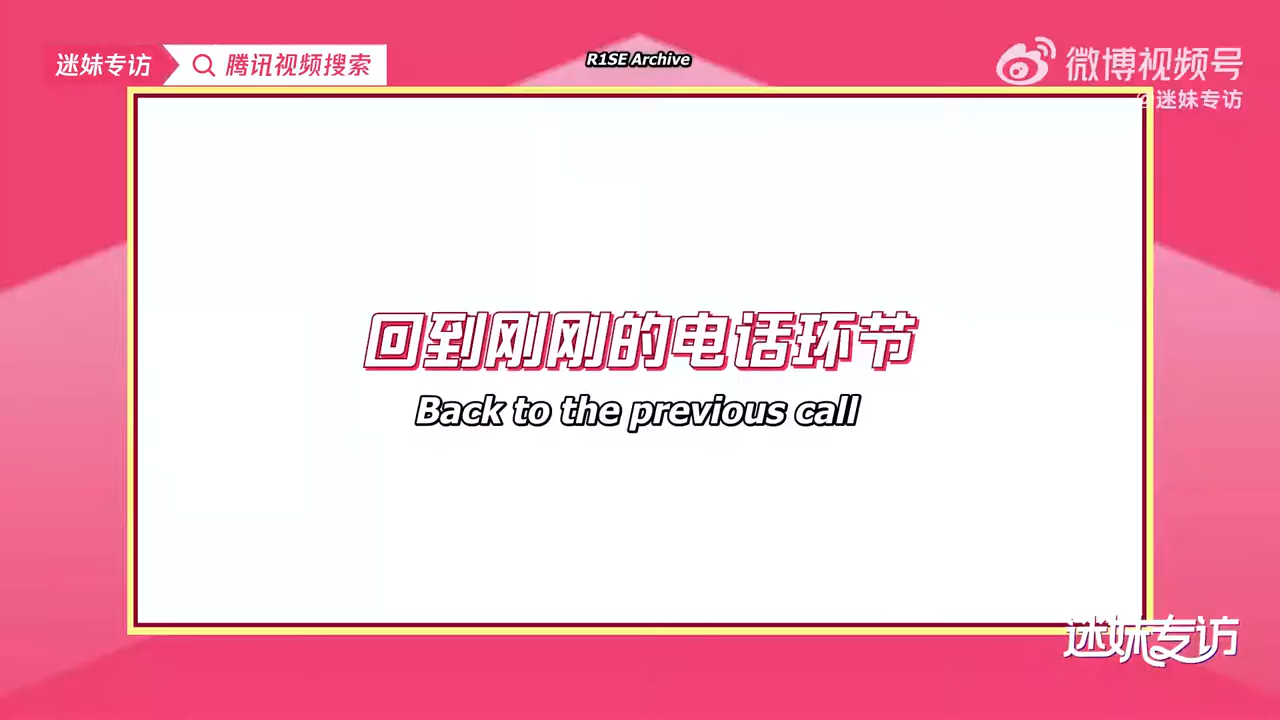 迷妹专访
腾讯视频搜索
R1SE Archive
微博视频号
@迷妹专访
回到刚刚的电话环节
Back to the previous call
迷妹专访